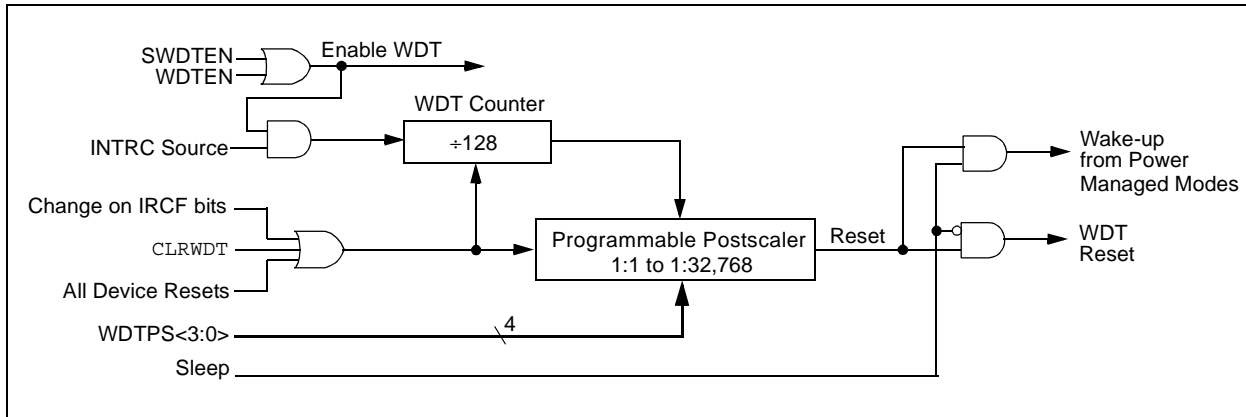 SWDTEN
WDTEN
Enable WDT
WDT Counter
÷128
INTRC Source
Wake-up
from Power
Managed Modes
Change on IRCF bits
CLRWDT
All Device Resets
Programmable Postscaler
1:1 to 1:32,768
Reset
WDT
Reset
WDTPS<3:0>
4
Sleep